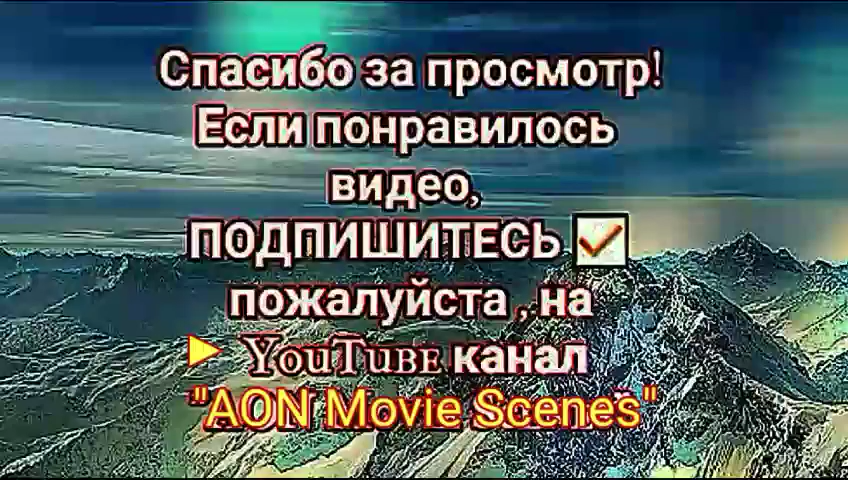 Спасибо за просмотр!
Если понравилось
видео,
ПОДПИШИТЕСЬ ✅
пожалуйста , на
► YouTube канал
"AON Movie Scenes"